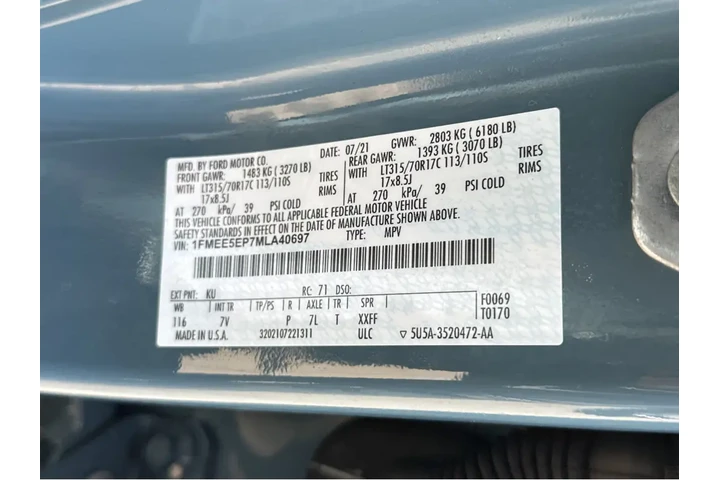 MFD. BY FORD MOTOR CO.
DATE: 07/21 GVWR: 2803 KG ( 6180 LB)
FRONT GAWR: 1483 KG ( 3270 LB) REAR GAWR: 1393 KG ( 3070 LB)
WITH LT315/70R17C 113/110S TIRES WITH LT315/70R17C 113/110S TIRES
17x8.5J RIMS 17x8.5J RIMS
AT 270 kPa/ 39 PSI COLD AT 270 kPa/ 39 PSI COLD
THIS VEHICLE CONFORMS TO ALL APPLICABLE FEDERAL MOTOR VEHICLE
SAFETY STANDARDS IN EFFECT ON THE DATE OF MANUFACTURE SHOWN ABOVE.
VIN: 1FMEE5EP7MLA40697 TYPE: MPV
EXT PNT: KU RC: 71 DSO: F0069
WB INT TR TP/PS R AXLE TR SPR T0170
116 7V P 7L T XXFF
MADE IN U.S.A. 3202107221311 ULC ▽ 5U5A-3520472-AA